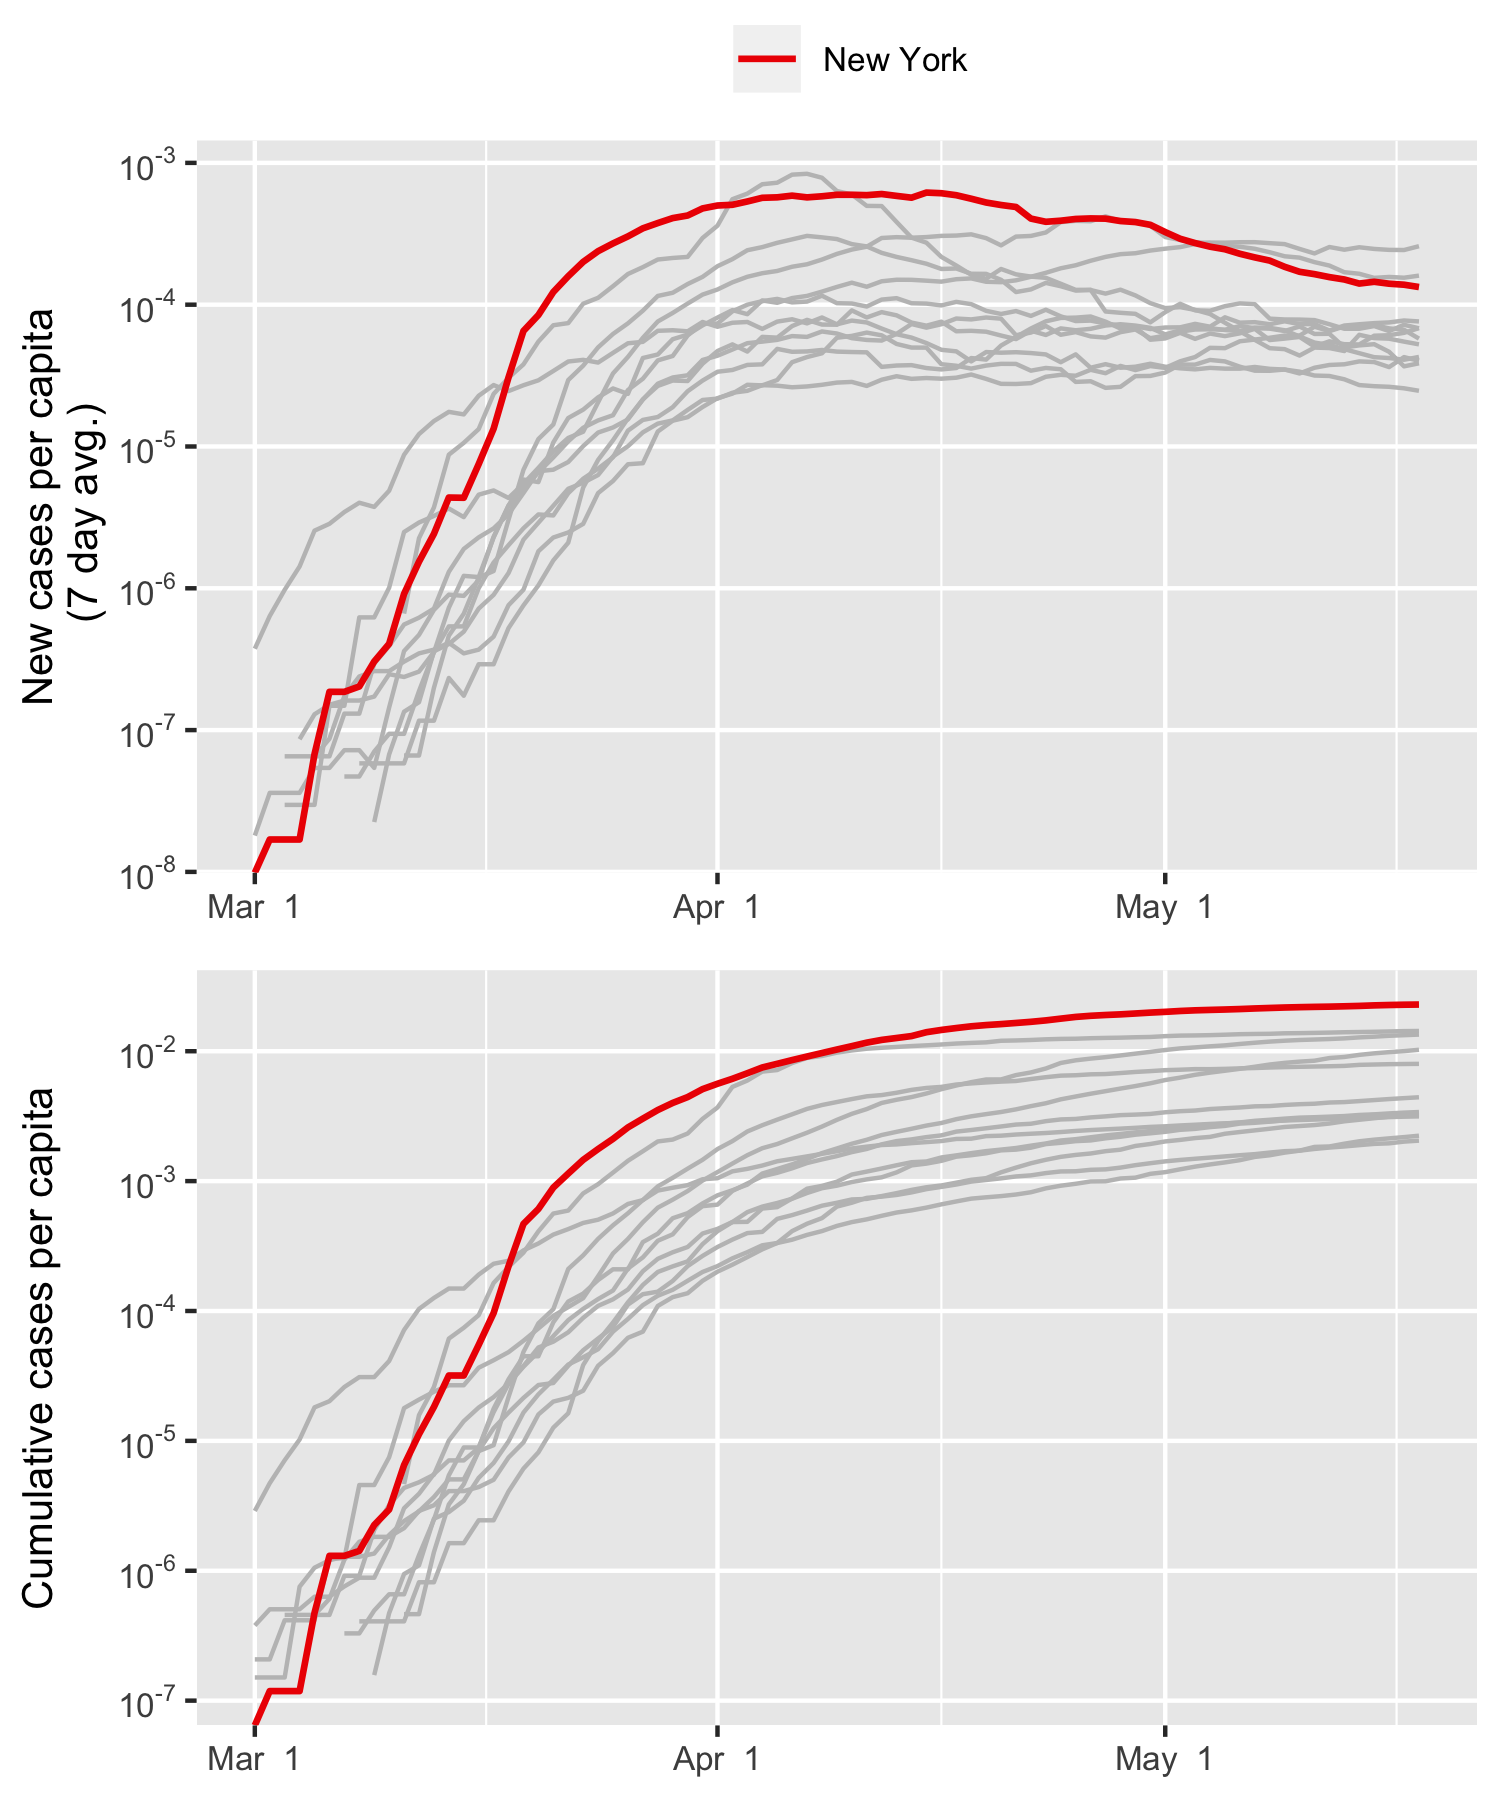 New York
New cases per capita
(7 day avg.)
10-3
10-4
10-5
10-6
10-7
10-8
Mar 1
Apr 1
May 1
Cumulative cases per capita
10-2
10-3
10-4
10-5
10-6
10-7
Mar 1
Apr 1
May 1